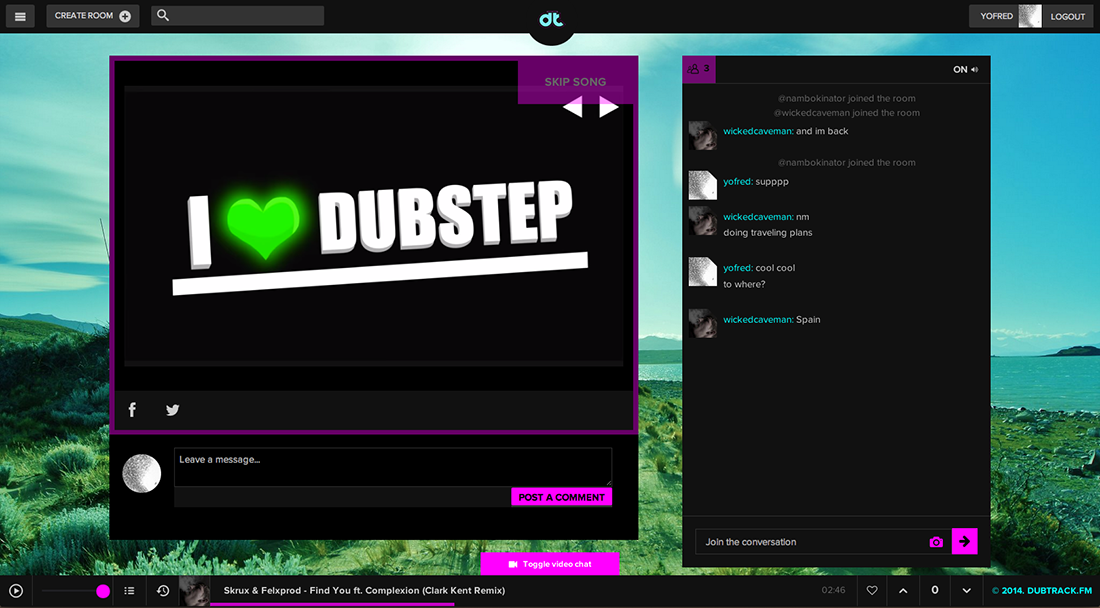 CREATE ROOM
dt
YOFRED
LOGOUT
SKIP SONG
I DUBSTEP
Leave a message...
POST A COMMENT
Toggle video chat
3
ON
@nambokinator joined the room
@wickedcaveman joined the room
wickedcaveman: and im back
@nambokinator joined the room
yofred: supppp
wickedcaveman: nm
doing traveling plans
yofred: cool cool
to where?
wickedcaveman: Spain
Join the conversation
Skrux & Felxprod - Find You ft. Complexion (Clark Kent Remix)
02:46
0
© 2014. DUBTRACK.FM